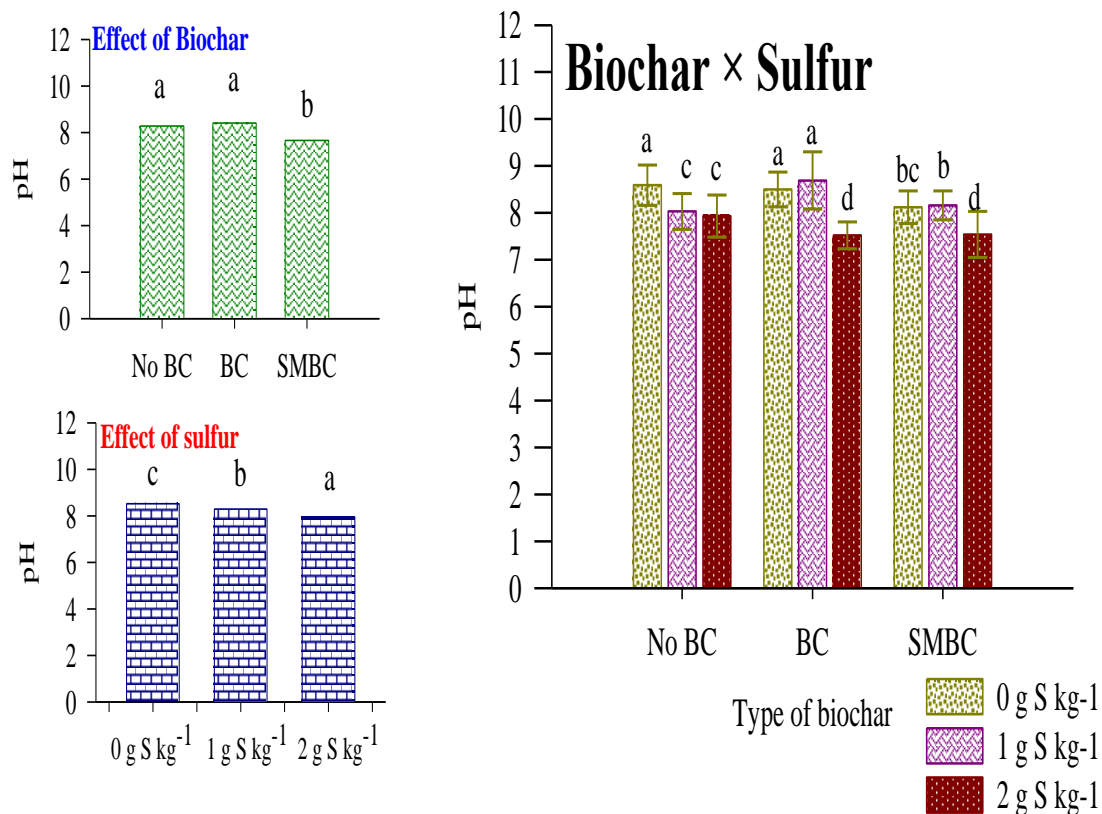 Effect of Biochar
12
10
8
6
4
2
0
pH
a a b
No BC BC SMBC
Effect of sulfur
12
10
8
6
4
2
0
pH
c b a
0 g S kg-1 1 g S kg-1 2 g S kg-1
Biochar × Sulfur
12
11
10
9
8
7
6
5
4
3
2
1
0
pH
a c c a a d bc b d
No BC BC SMBC
Type of biochar
0 g S kg-1
1 g S kg-1
2 g S kg-1